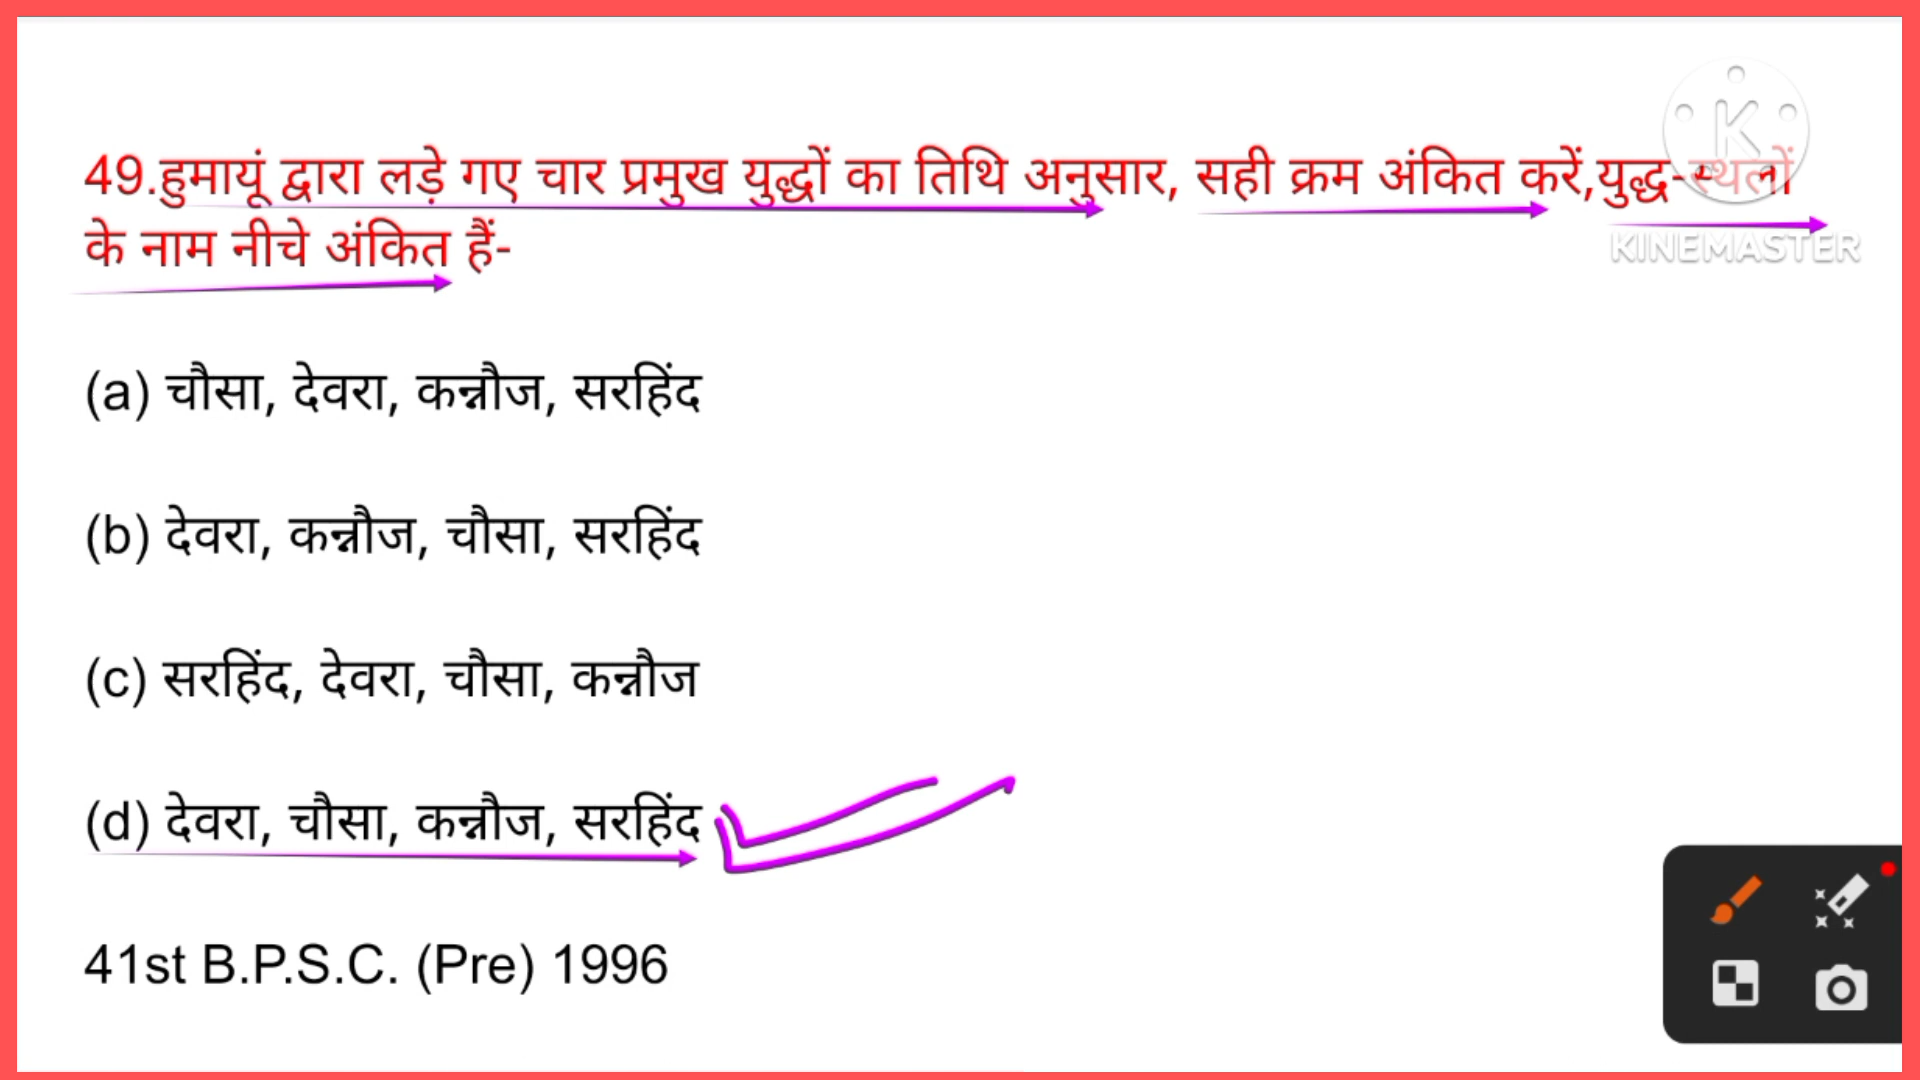 49.हुमायूं द्वारा लड़े गए चार प्रमुख युद्धों का तिथि अनुसार, सही क्रम अंकित करें,युद्ध-स्थलों
K
KINEMASTER
के नाम नीचे अंकित हैं-
(a) चौसा, देवरा, कन्नौज, सरहिंद
(b) देवरा, कन्नौज, चौसा, सरहिंद
(c) सरहिंद, देवरा, चौसा, कन्नौज
(d) देवरा, चौसा, कन्नौज, सरहिंद
41st B.P.S.C. (Pre) 1996